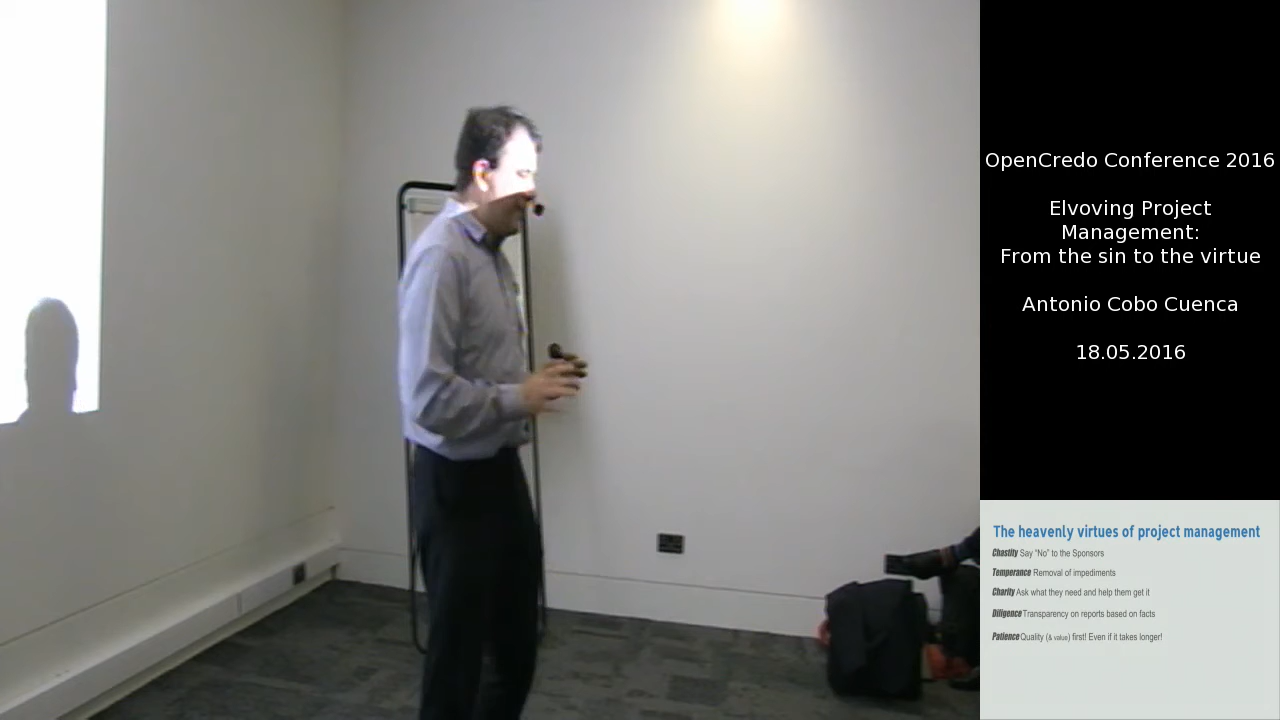 OpenCredo Conference 2016
Elvoving Project
Management:
From the sin to the virtue
Antonio Cobo Cuenca
18.05.2016
The heavenly virtues of project management
Chastity Say "No" to the Sponsors
Temperance Removal of impediments
Charity Ask what they need and help them get it
Diligence Transparency on reports based on facts
Patience Quality (& value) first! Even if it takes longer!